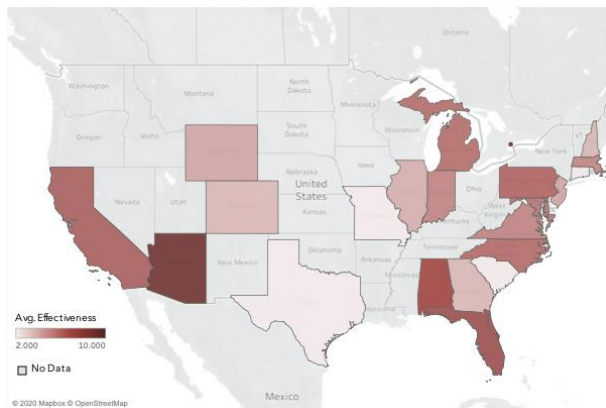 Ontario
Washington
Montana
North
Dakota
Minnesota
Oregon
Idaho
South
Dakota
Wisconsin
VT
New York
Iowa
Nebraska
Nevada
Utah
United
States
Ohio
West
Virginia
Kansas
Kentucky
Tennessee
Oklahoma
New Mexico
Arkansas
Mississippi
Louisiana
Avg. Effectiveness
2.000 10.000
No Data
Mexico
© 2020 Mapbox © OpenStreetMap